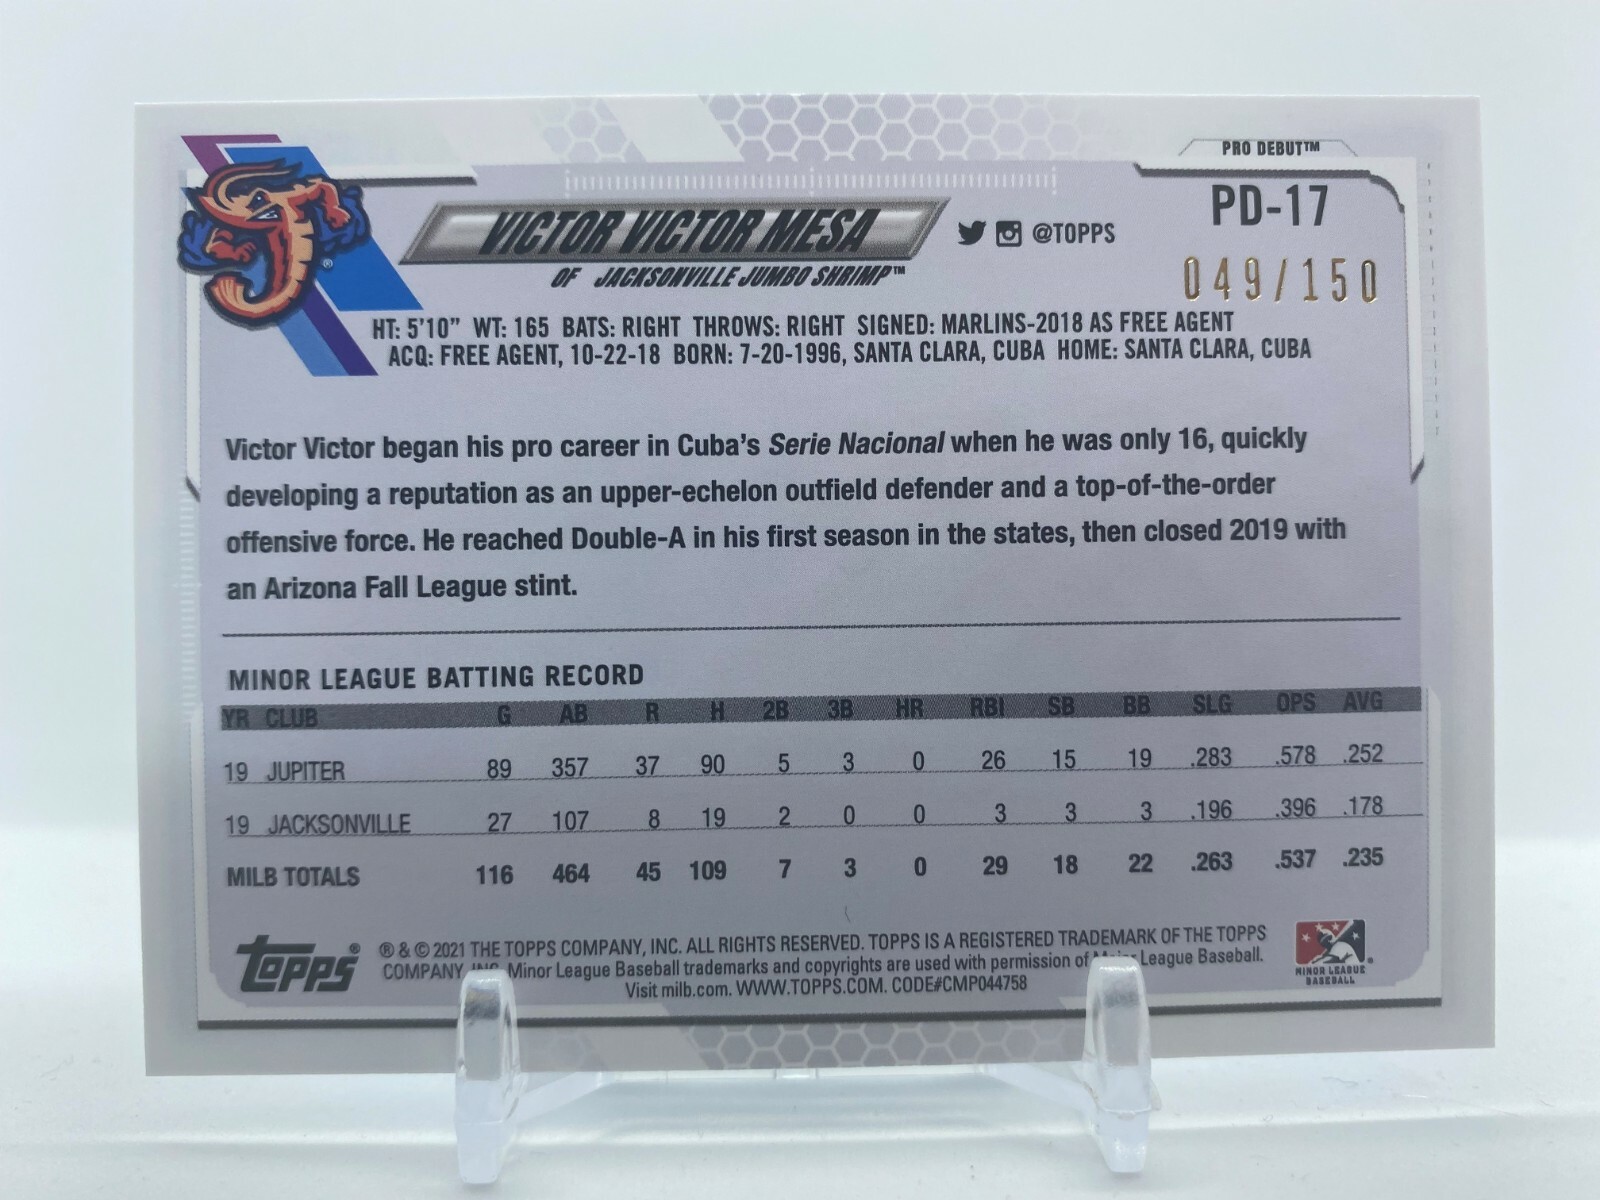 PRO DEBUT™
PD-17
049/150
VICTOR VICTOR MESA
@TOPPS
OF JACKSONVILLE JUMBO SHRIMP™
HT: 5'10" WT: 165 BATS: RIGHT THROWS: RIGHT SIGNED: MARLINS-2018 AS FREE AGENT
ACQ: FREE AGENT, 10-22-18 BORN: 7-20-1996, SANTA CLARA, CUBA HOME: SANTA CLARA, CUBA
Victor Victor began his pro career in Cuba's Serie Nacional when he was only 16, quickly
developing a reputation as an upper-echelon outfield defender and a top-of-the-order
offensive force. He reached Double-A in his first season in the states, then closed 2019 with
an Arizona Fall League stint.
MINOR LEAGUE BATTING RECORD
YR CLUB G AB R H 2B 3B HR RBI SB BB SLG OPS AVG
19 JUPITER 89 357 37 90 5 3 0 26 15 19 .283 .578 .252
19 JACKSONVILLE 27 107 8 19 2 0 0 3 3 3 .196 .396 .178
MILB TOTALS 116 464 45 109 7 3 0 29 18 22 .263 .537 .235
TOPPS®
® & © 2021 THE TOPPS COMPANY, INC. ALL RIGHTS RESERVED. TOPPS IS A REGISTERED TRADEMARK OF THE TOPPS
COMPANY, INC. Minor League Baseball trademarks and copyrights are used with permission of Major League Baseball.
Visit milb.com. WWW.TOPPS.COM. CODE#CMP044758
MINOR LEAGUE
BASEBALL®